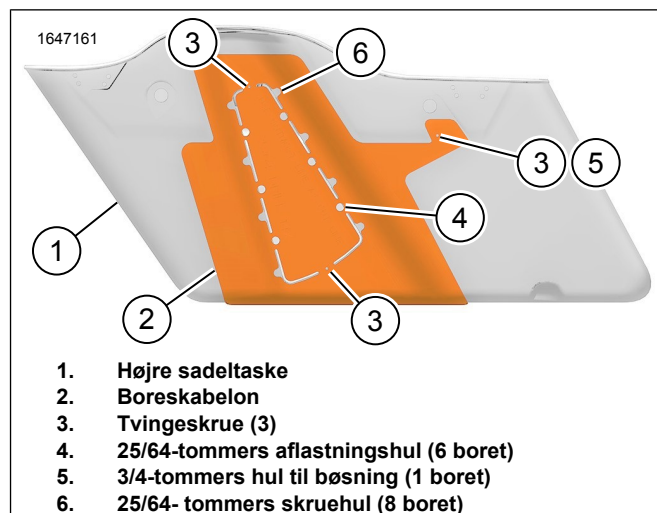 1647161
3
6
3
5
4
1
2
3
1. Højre sadeltaske
2. Boreskabelon
3. Tvingeskrue (3)
4. 25/64-tommers aflastningshul (6 boret)
5. 3/4-tommers hul til bøsning (1 boret)
6. 25/64- tommers skruehul (8 boret)